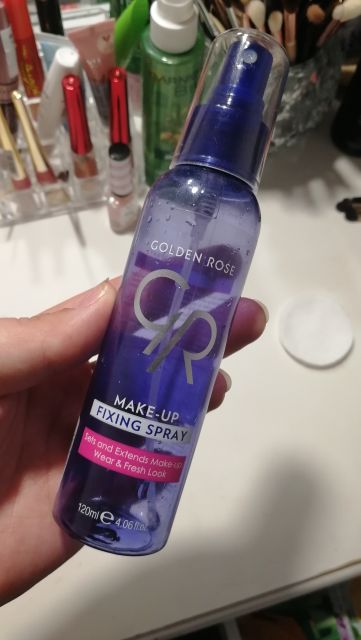 GOLDEN ROSE
GR
MAKE-UP
FIXING SPRAY
Sets and Extends Make-up
Wear & Fresh Look
120ml e 4.06 fl.oz